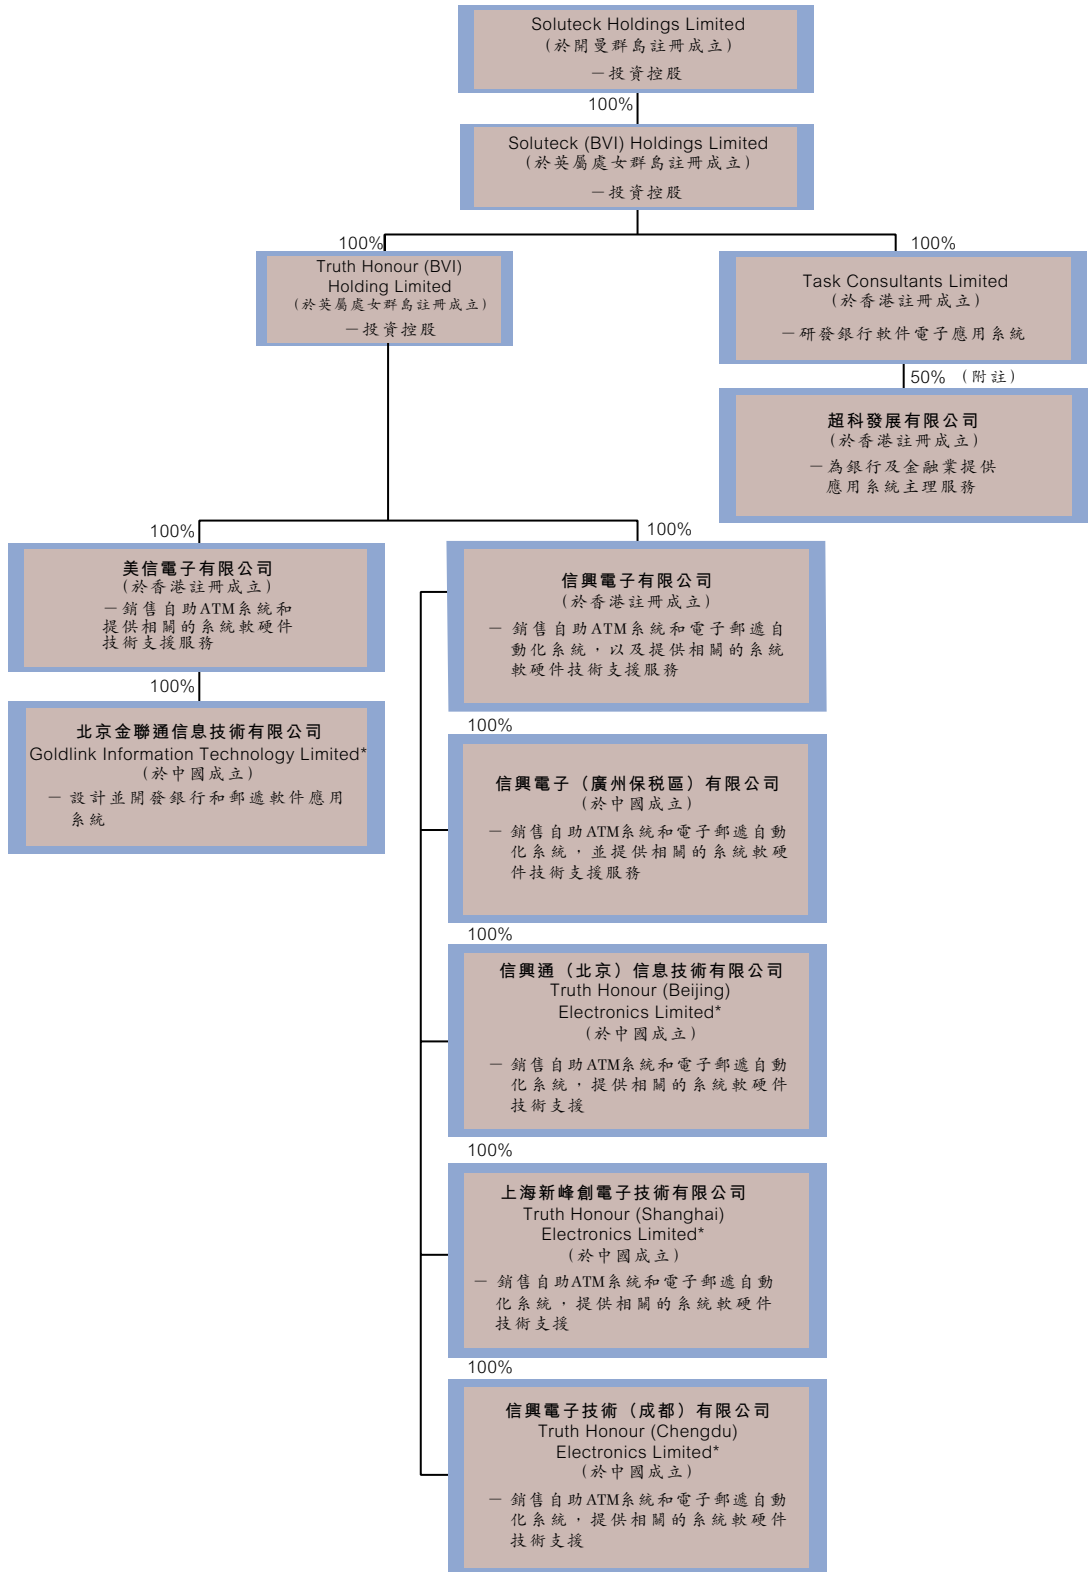 Soluteck Holdings Limited
(於開曼群島註冊成立)
－投資控股
100%
Soluteck (BVI) Holdings Limited
(於英屬處女群島註冊成立)
－投資控股
100%
100%
Truth Honour (BVI)
Holding Limited
(於英屬處女群島註冊成立)
－投資控股
Task Consultants Limited
(於香港註冊成立)
－研發銀行軟件電子應用系統
50% (附註)
超科發展有限公司
(於香港註冊成立)
－為銀行及金融業提供
應用系統主理服務
100%
100%
美信電子有限公司
(於香港註冊成立)
－銷售自助ATM系統和
提供相關的系統軟硬件
技術支援服務
100%
北京金聯通信息技術有限公司
Goldlink Information Technology Limited*
(於中國成立)
－ 設計並開發銀行和郵遞軟件應用
系統
信興電子有限公司
(於香港註冊成立)
－ 銷售自助ATM系統和電子郵遞自
動化系統，以及提供相關的系統
軟硬件技術支援服務
100%
信興電子（廣州保税區）有限公司
(於中國成立)
－ 銷售自助ATM系統和電子郵遞自動
化系統，並提供相關的系統軟硬
件技術支援服務
100%
信興通（北京）信息技術有限公司
Truth Honour (Beijing)
Electronics Limited*
(於中國成立)
－ 銷售自助ATM系統和電子郵遞自動
化系統，提供相關的系統軟硬件
技術支援
100%
上海新峰創電子技術有限公司
Truth Honour (Shanghai)
Electronics Limited*
(於中國成立)
－ 銷售自助ATM系統和電子郵遞自動
化系統，提供相關的系統軟硬件
技術支援
100%
信興電子技術（成都）有限公司
Truth Honour (Chengdu)
Electronics Limited*
(於中國成立)
－ 銷售自助ATM系統和電子郵遞自動
化系統，提供相關的系統軟硬件
技術支援